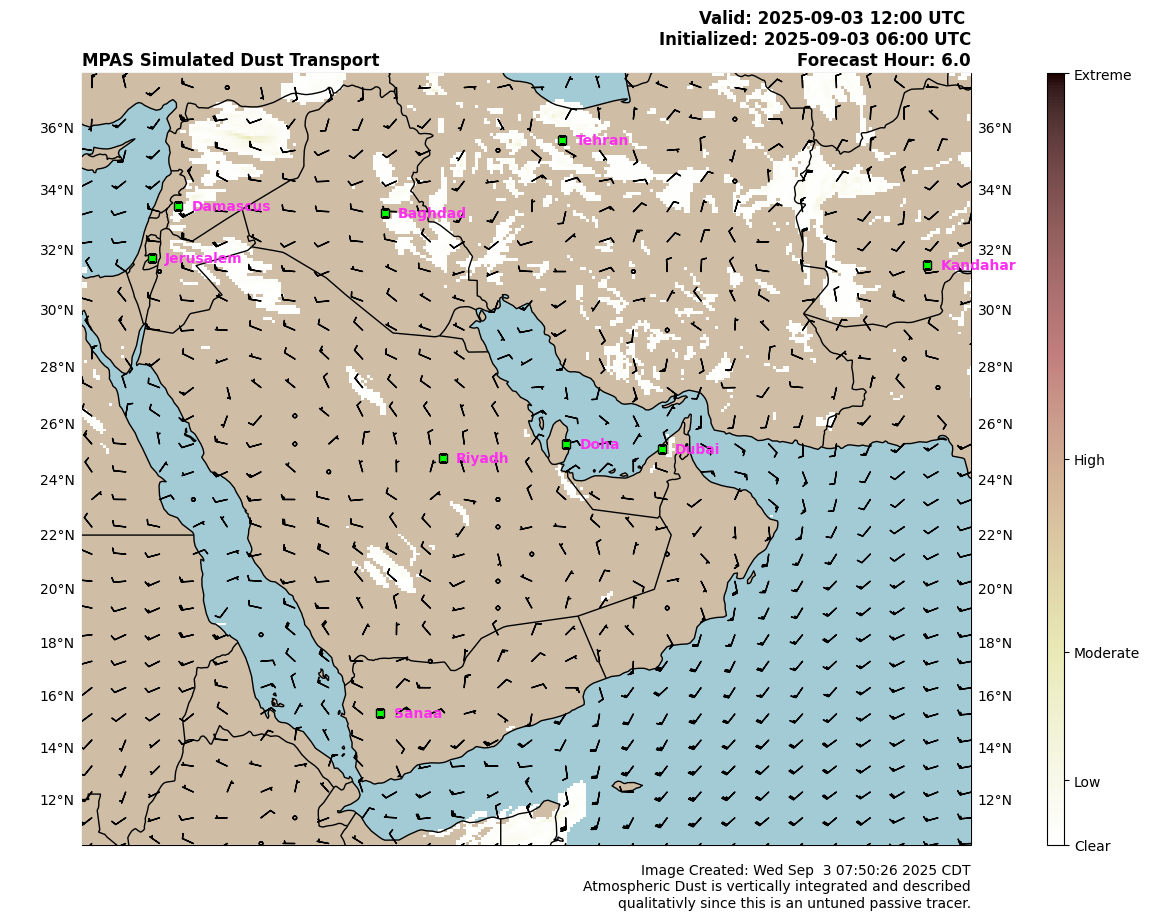 Valid: 2025-09-03 12:00 UTC
Initialized: 2025-09-03 06:00 UTC
MPAS Simulated Dust Transport
Forecast Hour: 6.0
Extreme
High
Moderate
Low
Clear
36°N
34°N
32°N
30°N
28°N
26°N
24°N
22°N
20°N
18°N
16°N
14°N
12°N
36°N
34°N
32°N
30°N
28°N
26°N
24°N
22°N
20°N
18°N
16°N
14°N
12°N
Tehran
Damascus
Baghdad
Jerusalem
Kandahar
Doha
Dubai
Riyadh
Sanaa
Image Created: Wed Sep  3 07:50:26 2025 CDT
Atmospheric Dust is vertically integrated and described
qualitativly since this is an untuned passive tracer.